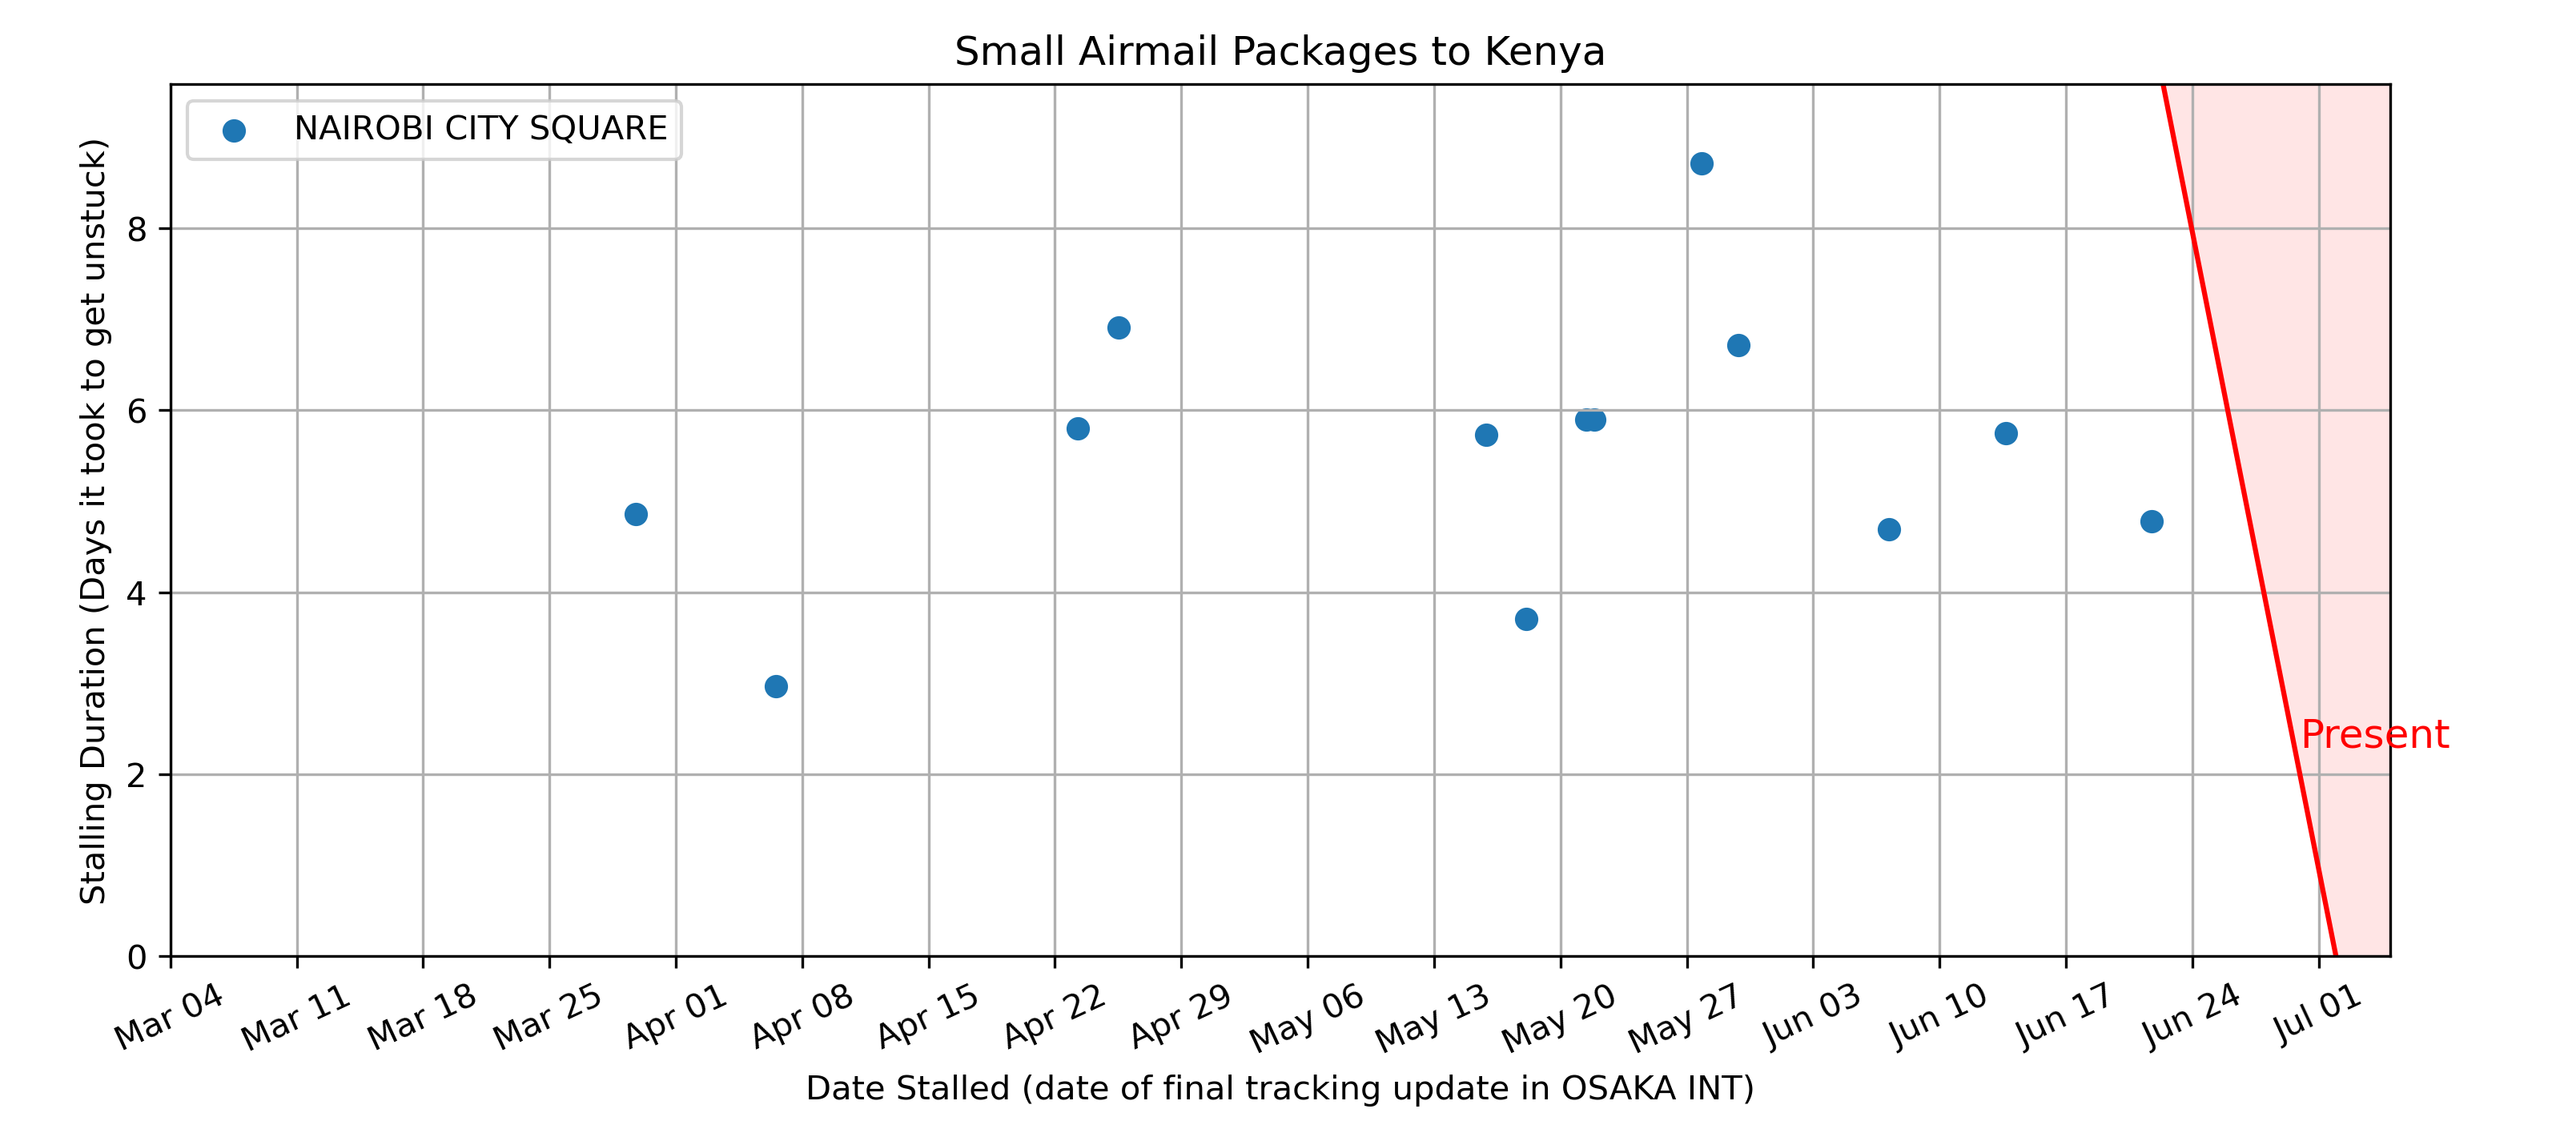 Small Airmail Packages to Kenya
NAIROBI CITY SQUARE
Stalling Duration (Days it took to get unstuck)
8
6
4
2
0
Present
Mar 04
Mar 11
Mar 18
Mar 25
Apr 01
Apr 08
Apr 15
Apr 22
Apr 29
May 06
May 13
May 20
May 27
Jun 03
Jun 10
Jun 17
Jun 24
Jul 01
Date Stalled (date of final tracking update in OSAKA INT)